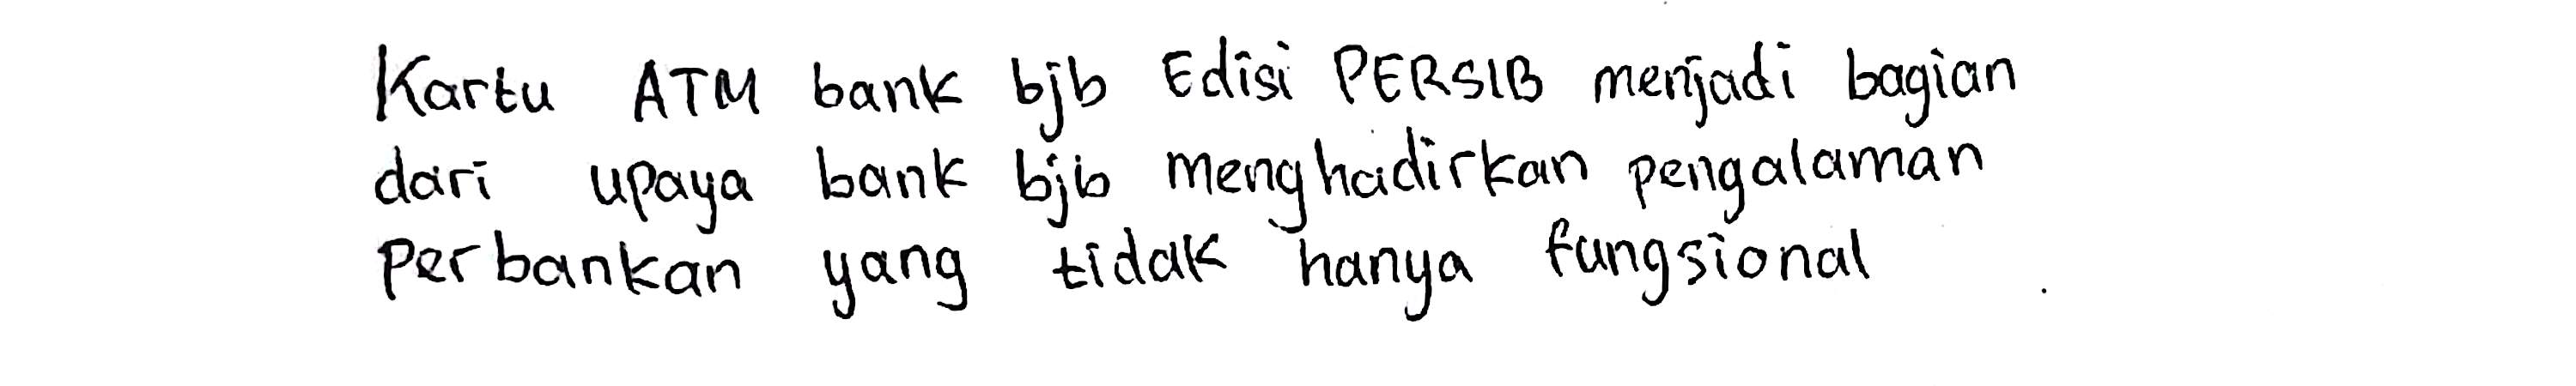 Kartu ATM bank bjb Edisi PERSIB menjadi bagian
dari upaya bank bjb menghadirkan pengalaman
perbankan yang tidak hanya fungsional